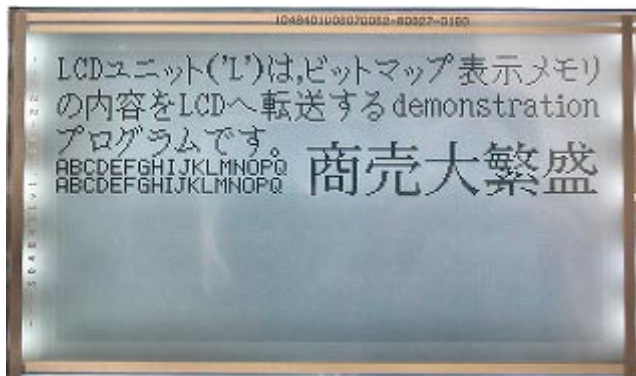 LCDユニット('L')は,ビットマップ表示メモリ
の内容をLCDへ転送するdemonstration
プログラムです。
ABCDEFGHIJKLMNOPQ
ABCDEFGHIJKLMNOPQ
商売大繁盛